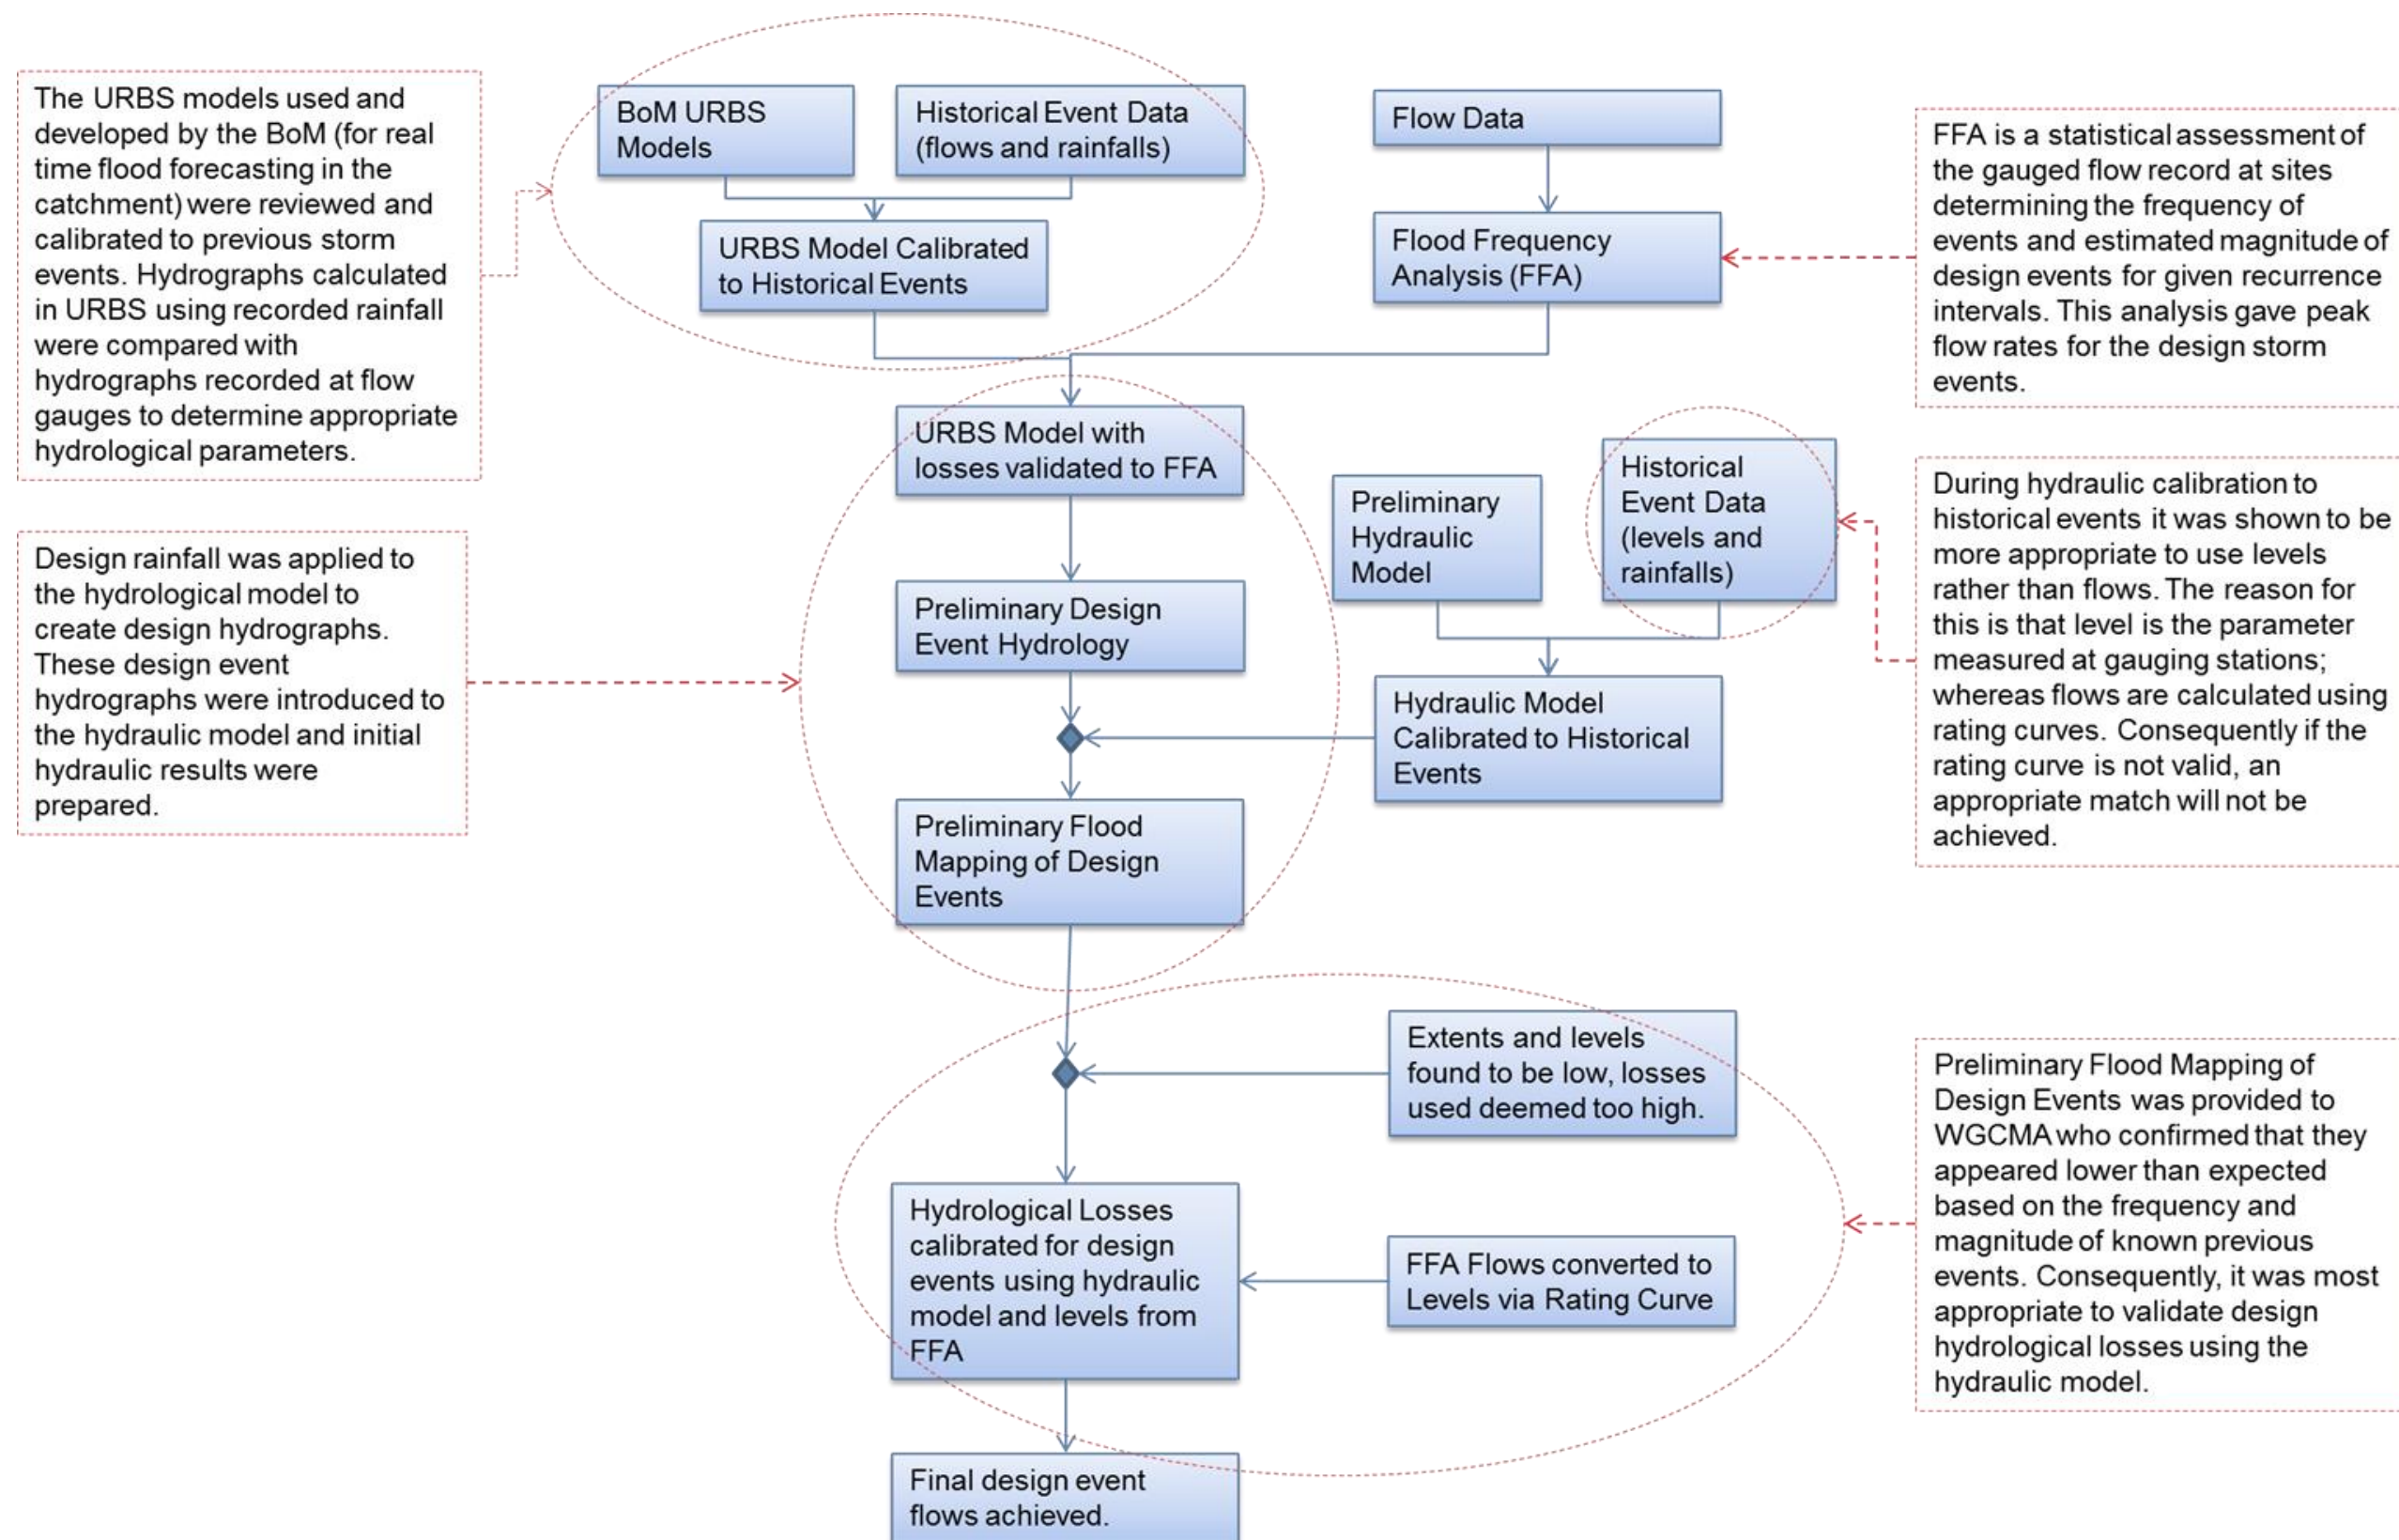 The URBS models used and
developed by the BoM (for real
time flood forecasting in the
catchment) were reviewed and
calibrated to previous storm
events. Hydrographs calculated
in URBS using recorded rainfall
were compared with
hydrographs recorded at flow
gauges to determine appropriate
hydrological parameters.
BoM URBS
Models
Historical Event Data
(flows and rainfalls)
URBS Model Calibrated
to Historical Events
Flow Data
Flood Frequency
Analysis (FFA)
FFA is a statistical assessment of
the gauged flow record at sites
determining the frequency of
events and estimated magnitude of
design events for given recurrence
intervals. This analysis gave peak
flow rates for the design storm
events.
URBS Model with
losses validated to FFA
Preliminary
Hydraulic
Model
Historical
Event Data
(levels and
rainfalls)
During hydraulic calibration to
historical events it was shown to be
more appropriate to use levels
rather than flows. The reason for
this is that level is the parameter
measured at gauging stations;
whereas flows are calculated using
rating curves. Consequently if the
rating curve is not valid, an
appropriate match will not be
achieved.
Design rainfall was applied to
the hydrological model to
create design hydrographs.
These design event
hydrographs were introduced to
the hydraulic model and initial
hydraulic results were
prepared.
Preliminary Design
Event Hydrology
Hydraulic Model
Calibrated to Historical
Events
Preliminary Flood
Mapping of Design
Events
Extents and levels
found to be low, losses
used deemed too high.
Preliminary Flood Mapping of
Design Events was provided to
WGCMA who confirmed that they
appeared lower than expected
based on the frequency and
magnitude of known previous
events. Consequently, it was most
appropriate to validate design
hydrological losses using the
hydraulic model.
Hydrological Losses
calibrated for design
events using hydraulic
model and levels from
FFA
FFA Flows converted to
Levels via Rating Curve
Final design event
flows achieved.